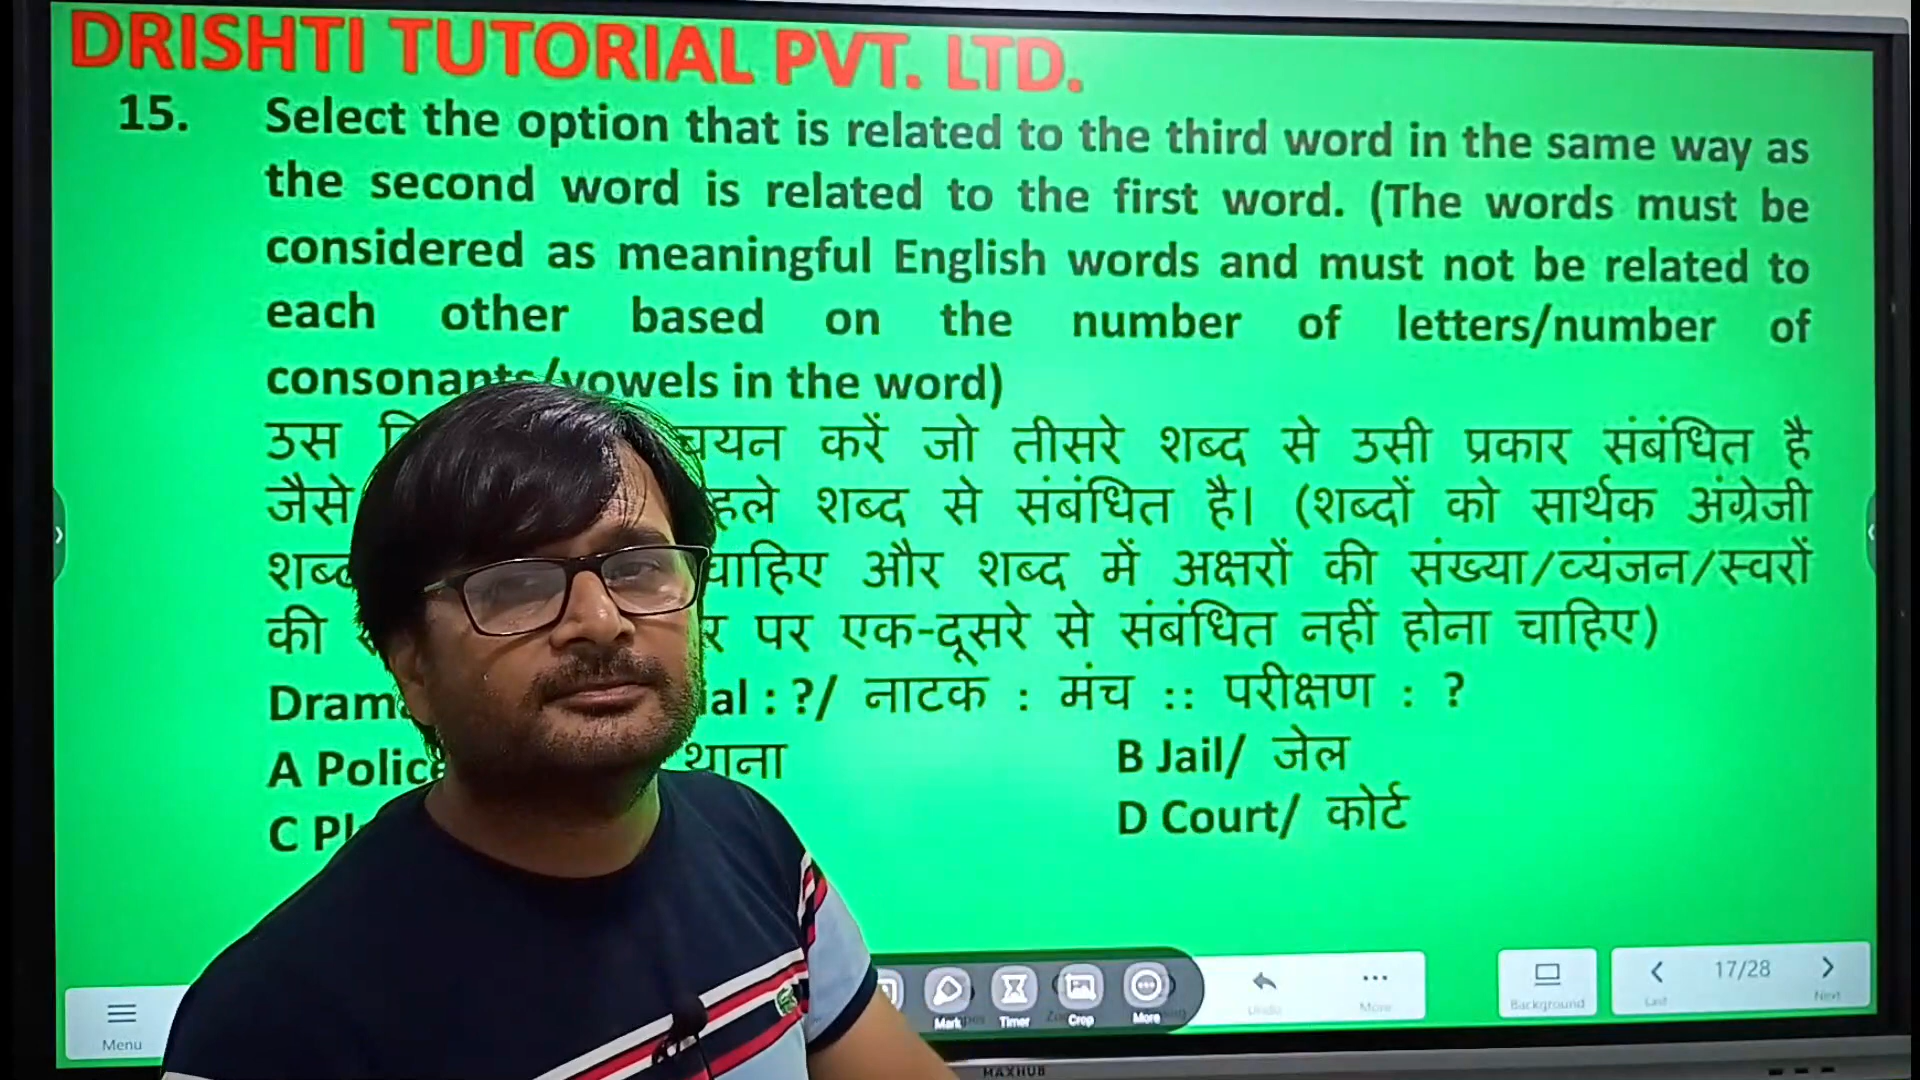 DRISHTI TUTORIAL PVT. LTD.
15. Select the option that is related to the third word in the same way as
the second word is related to the first word. (The words must be
considered as meaningful English words and must not be related to
each other based on the number of letters/number of
consonants/vowels in the word)
उस चयन करें जो तीसरे शब्द से उसी प्रकार संबंधित है
जैसे शब्द से संबंधित है। (शब्दों को सार्थक अंग्रेजी
चाहिए और शब्द में अक्षरों की संख्या/व्यंजन/स्वरों
की पर एक-दूसरे से संबंधित नहीं होना चाहिए)
: ?/ नाटक : मंच :: परीक्षण : ?
A Police थाना
B Jail/ जेल
C
D Court/ कोर्ट
Menu
Mark
Timer
Crop
More
Undo
More
Background
Last
17/28
Next
MAXHUB